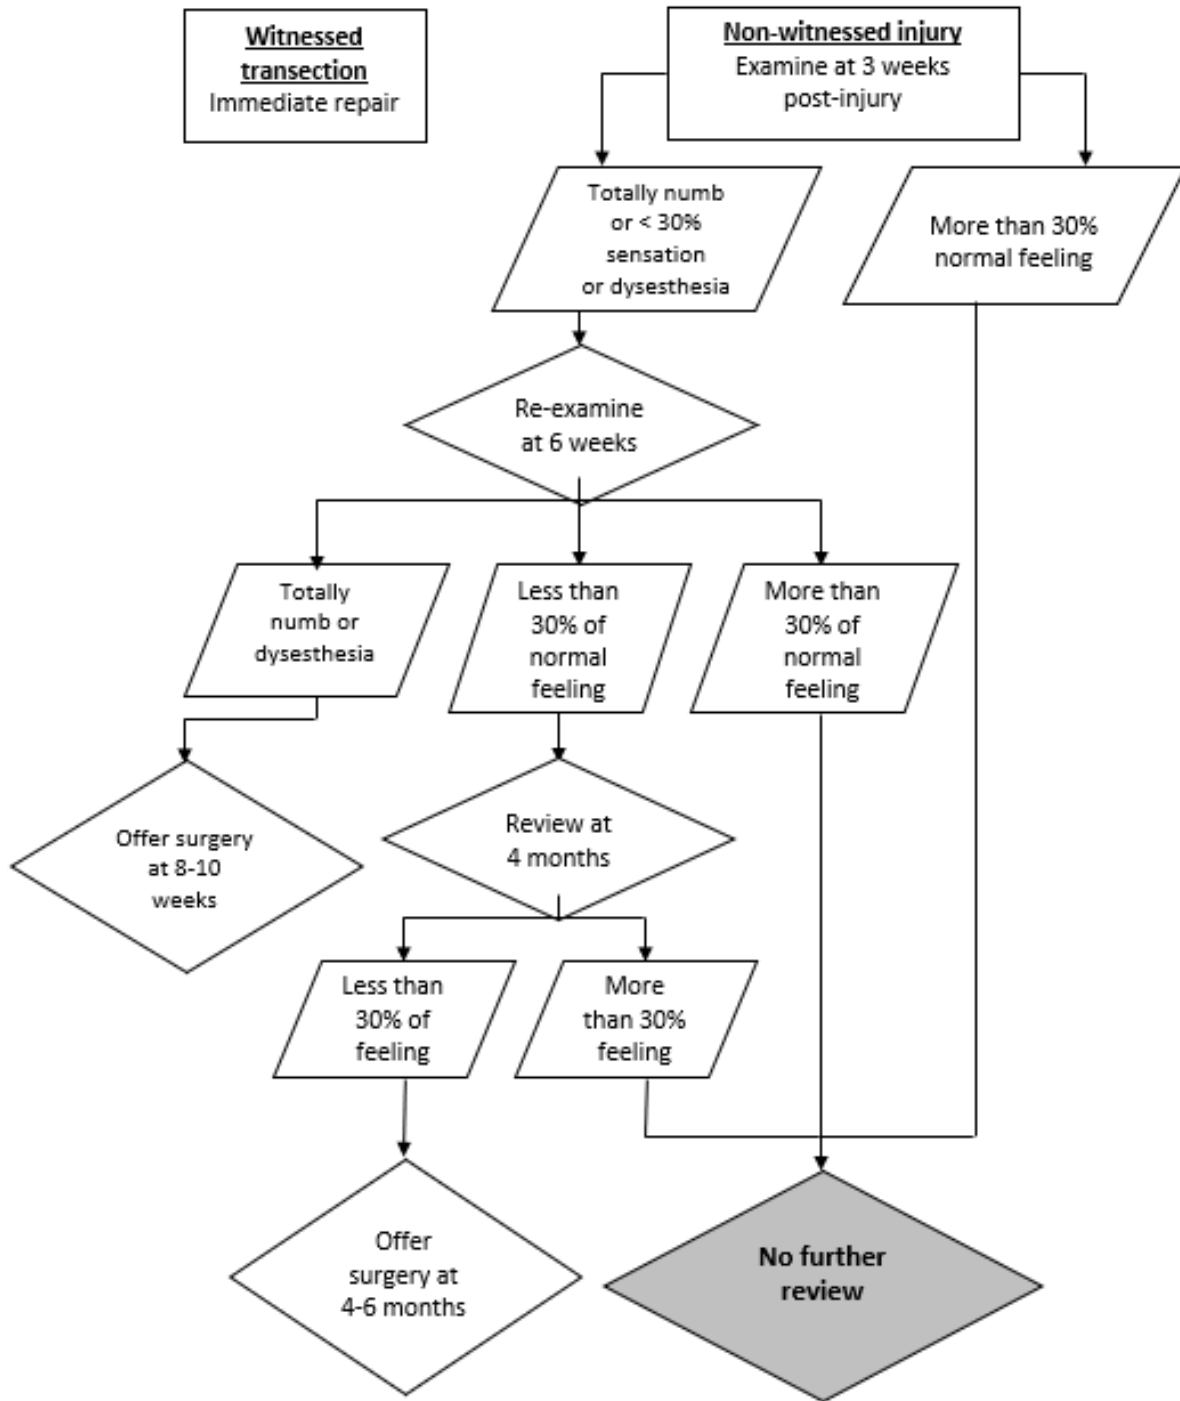 Witnessed
transection
Immediate repair
Non-witnessed injury
Examine at 3 weeks
post-injury
Totally numb
or < 30%
sensation
or dysesthesia
More than 30%
normal feeling
Re-examine
at 6 weeks
Totally
numb or
dysesthesia
Less than
30% of
normal
feeling
More than
30% of
normal
feeling
Offer surgery
at 8-10
weeks
Review at
4 months
Less than
30% of
feeling
More
than 30%
feeling
Offer
surgery at
4-6 months
No further
review